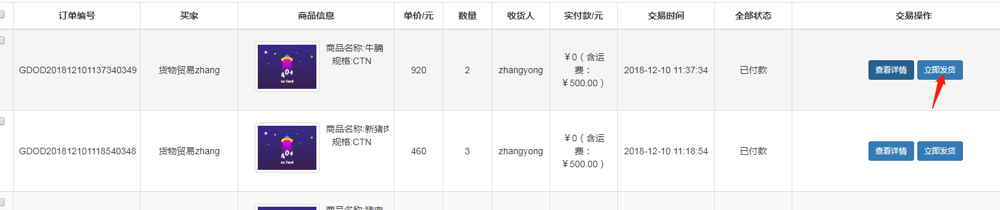 订单编号 买家 商品信息 单价/元 数量 收货人 实付款/元 交易时间 全部状态 交易操作
GDOD201812101137340349
货物贸易zhang
404
no fand
商品名称:牛腩
规格:CTN
920
2
zhangyong
￥0（含运
费：
￥500.00）
2018-12-10 11:37:34
已付款
查看详情 立即发货
GDOD201812101118540348
货物贸易zhang
404
no fand
商品名称:新猪肉
规格:CTN
460
3
zhangyong
￥0（含运
费：
￥500.00）
2018-12-10 11:18:54
已付款
查看详情 立即发货
商品名称:猪肉